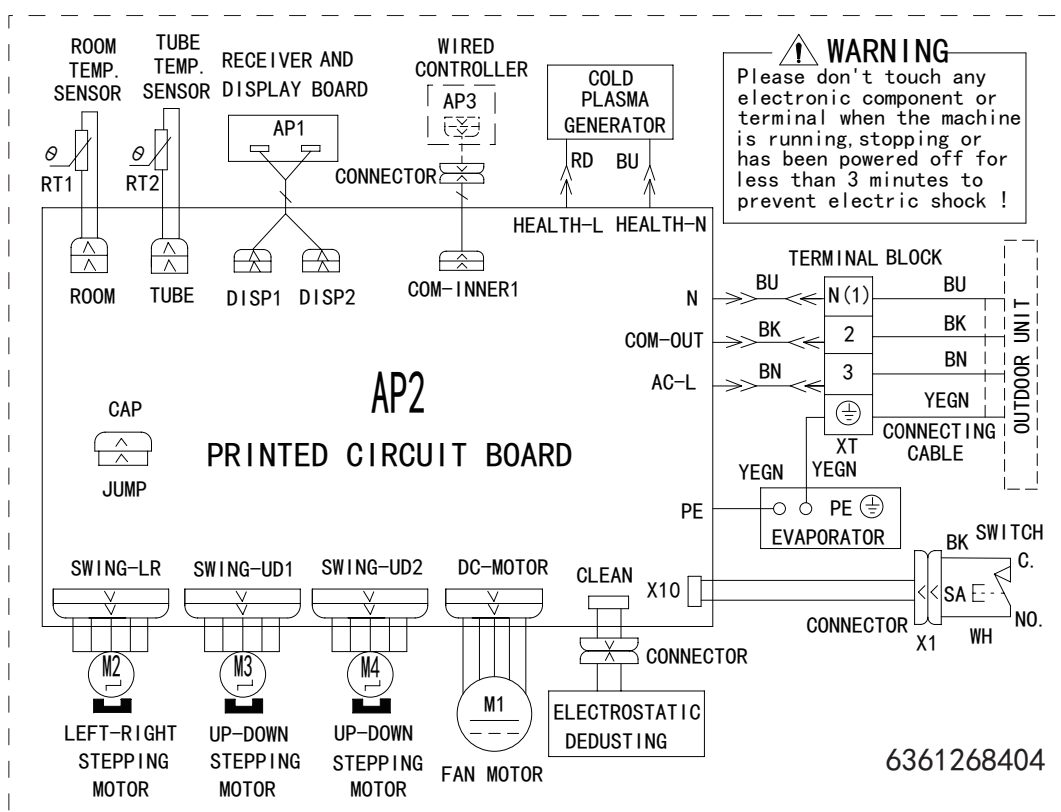 ROOM
TEMP.
SENSOR
TUBE
TEMP.
SENSOR
RECEIVER AND
DISPLAY BOARD
WIRED
CONTROLLER
AP3
AP1
COLD
PLASMA
GENERATOR
WARNING
Please don't touch any
electronic component or
terminal when the machine
is running,stopping or
has been powered off for
less than 3 minutes to
prevent electric shock !
θ
RT1
θ
RT2
CONNECTOR
RD
BU
HEALTH-L
HEALTH-N
ROOM
TUBE
DISP1
DISP2
COM-INNER1
TERMINAL BLOCK
N
BU
N(1)
BU
COM-OUT
BK
2
BK
AC-L
BN
3
BN
YEGN
OUTDOOR UNIT
XT
CONNECTING
CABLE
AP2
PRINTED CIRCUIT BOARD
CAP
JUMP
YEGN
YEGN
PE
PE
EVAPORATOR
SWING-LR
SWING-UD1
SWING-UD2
DC-MOTOR
CLEAN
X10
BK
SWITCH
C.
SA
NO.
CONNECTOR
X1
WH
CONNECTOR
M2
M3
M4
M1
LEFT-RIGHT
STEPPING
MOTOR
UP-DOWN
STEPPING
MOTOR
UP-DOWN
STEPPING
MOTOR
FAN MOTOR
ELECTROSTATIC
DEDUSTING
6361268404